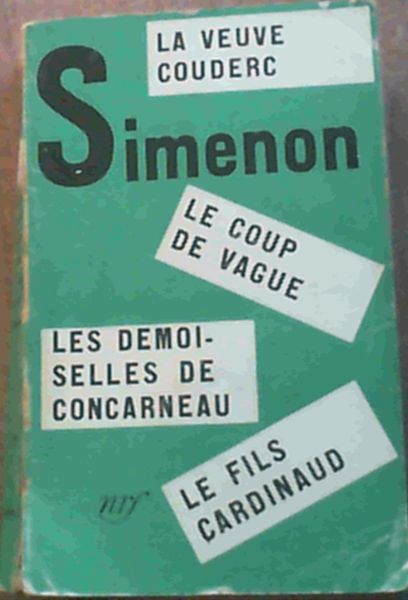 LA VEUVE
COUDERC
Simenon
LE COUP
DE VAGUE
LES DEMOI-
SELLES DE
CONCARNEAU
LE FILS
CARDINAUD
nrf